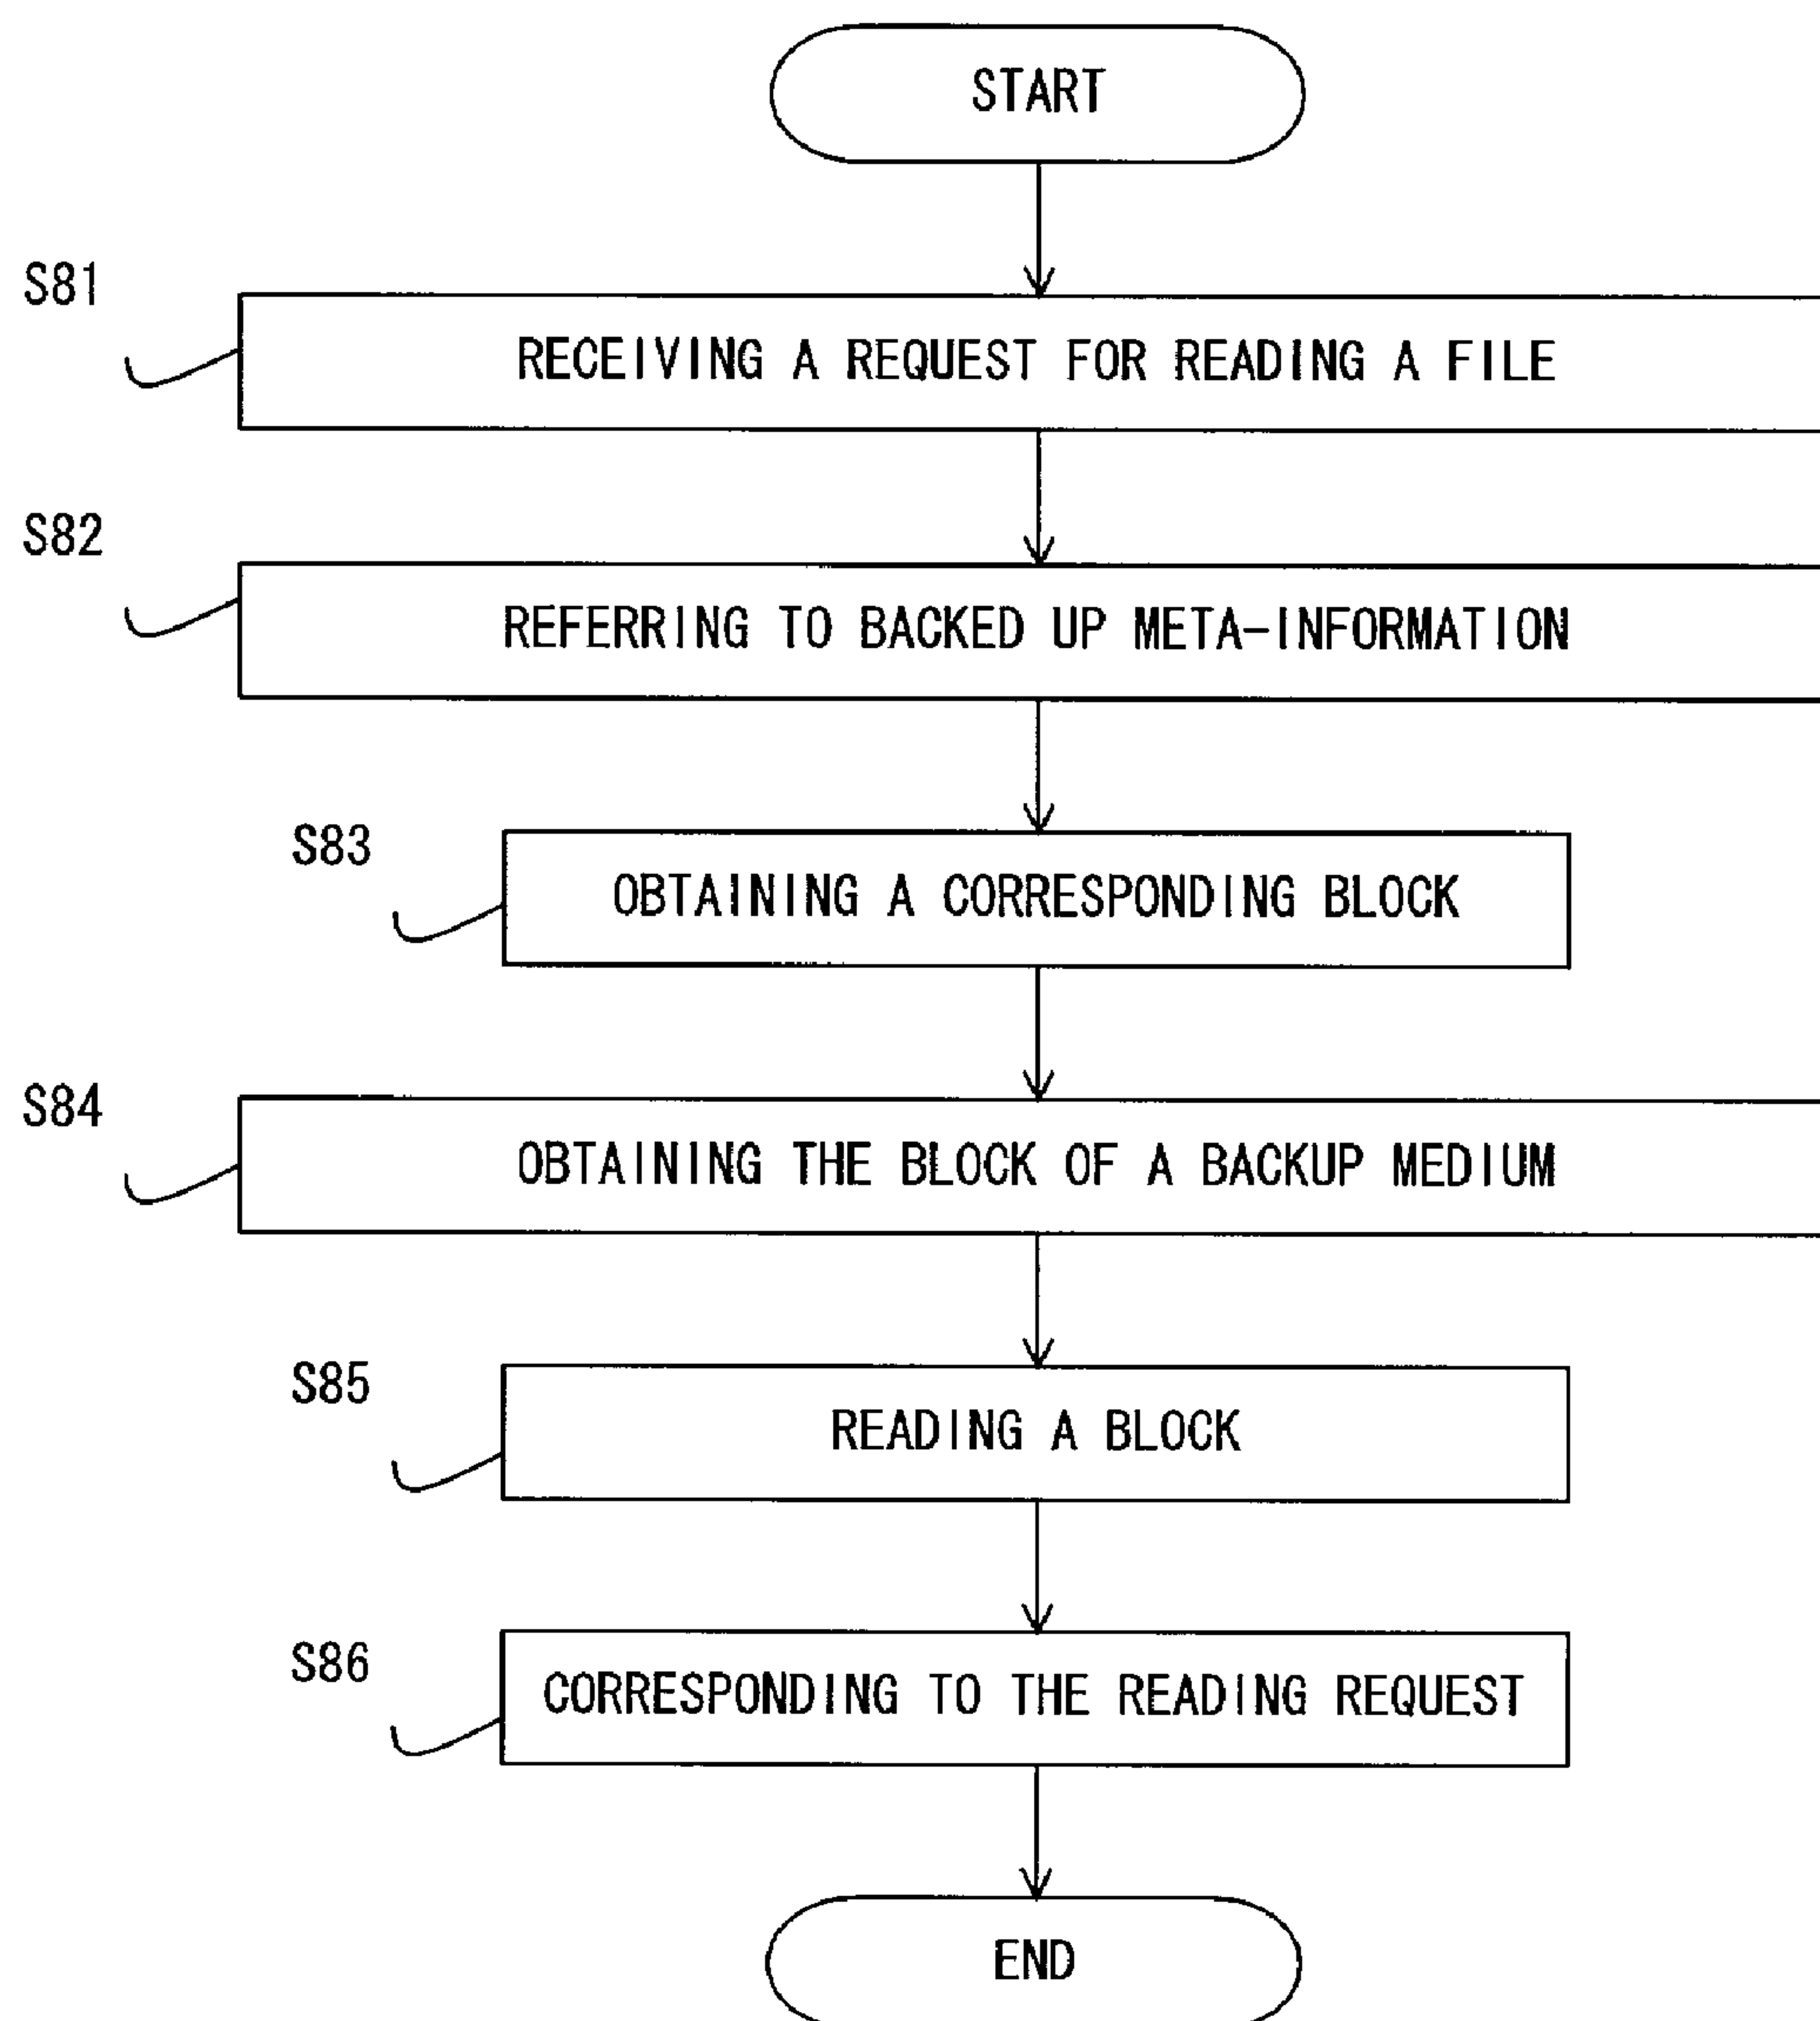 START
S81
RECEIVING A REQUEST FOR READING A FILE
S82
REFERRING TO BACKED UP META-INFORMATION
S83
OBTAINING A CORRESPONDING BLOCK
S84
OBTAINING THE BLOCK OF A BACKUP MEDIUM
S85
READING A BLOCK
S86
CORRESPONDING TO THE READING REQUEST
END